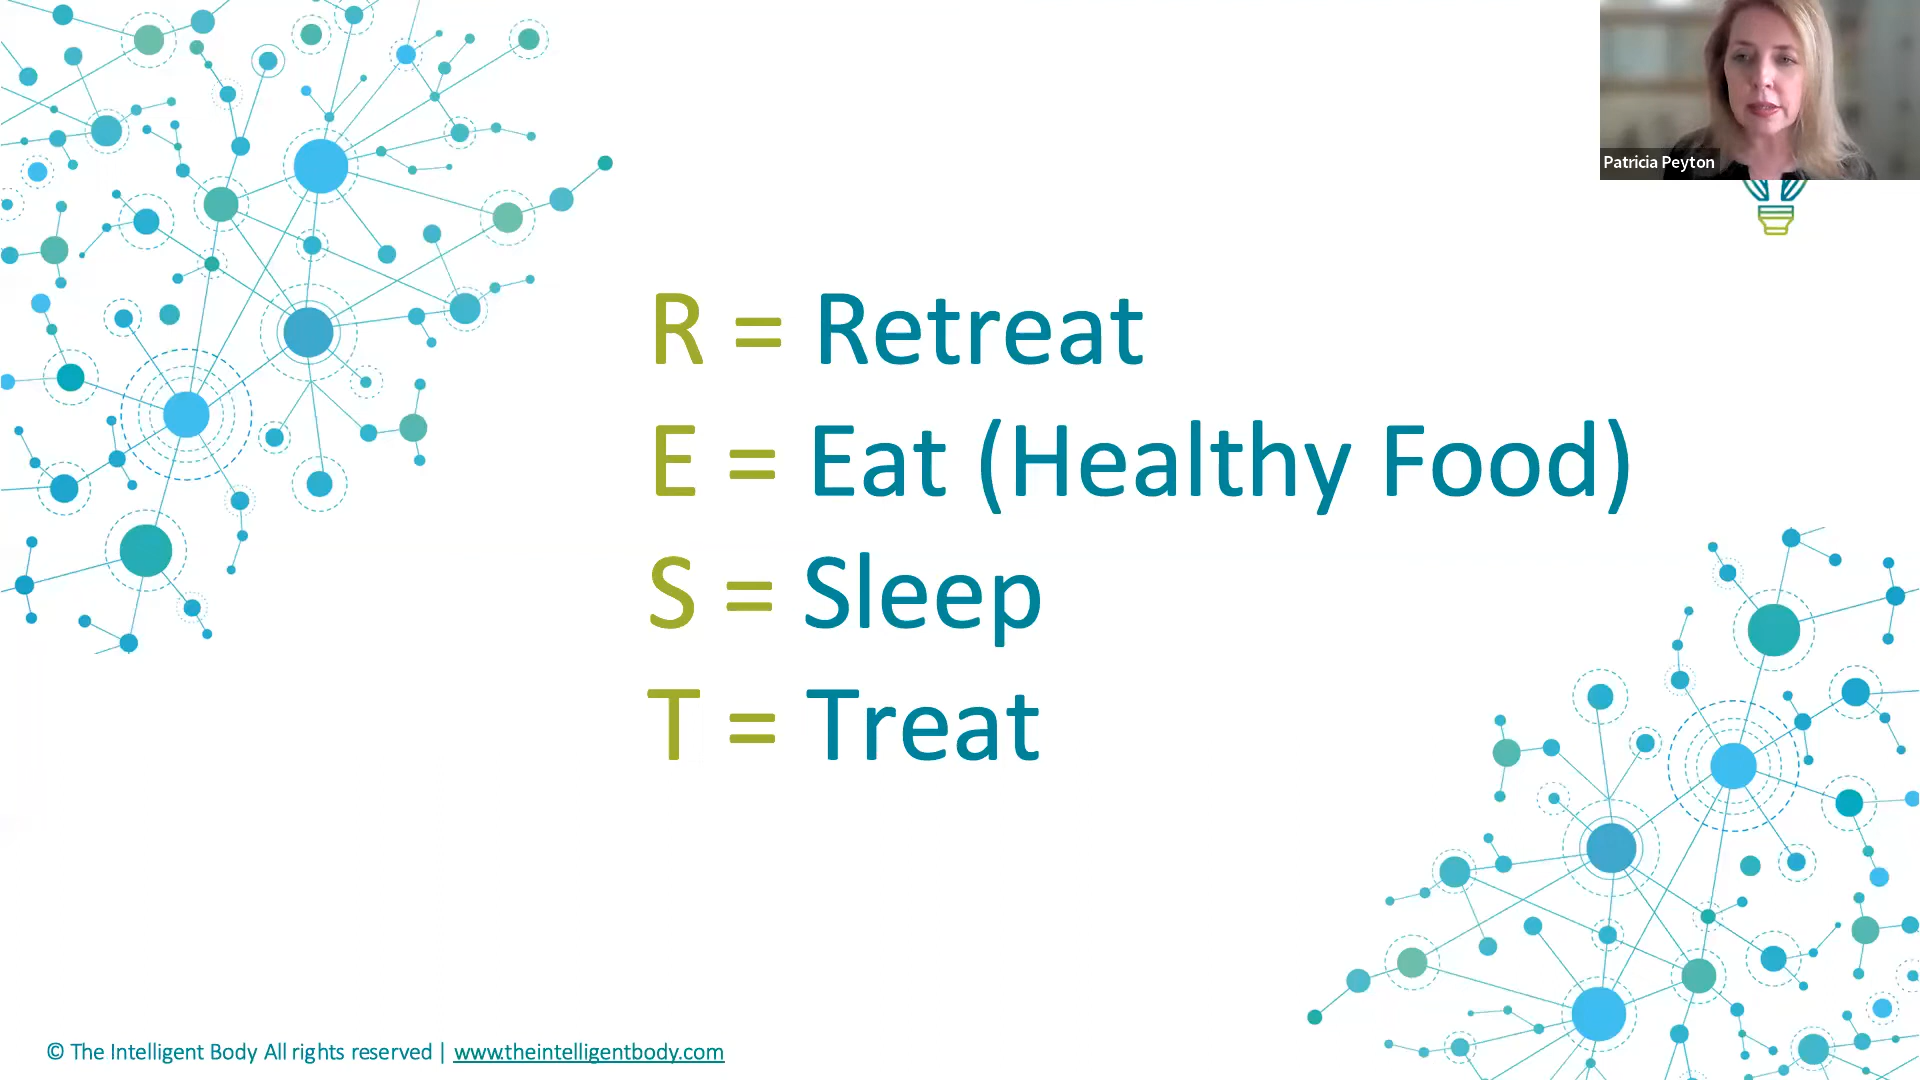 Patricia Peyton
R = Retreat
E = Eat (Healthy Food)
S = Sleep
T = Treat
© The Intelligent Body All rights reserved | www.theintelligentbody.com